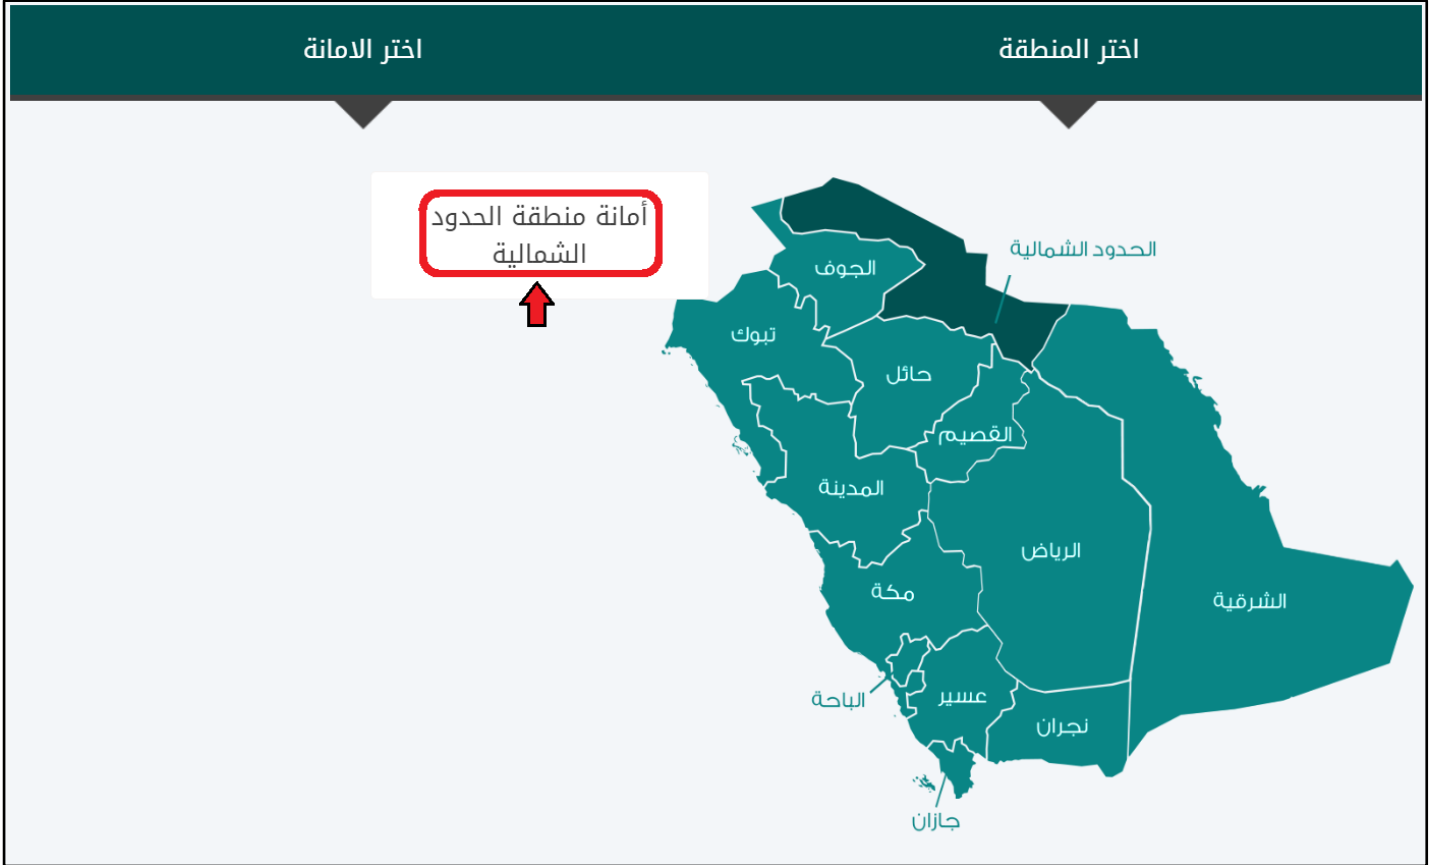 اختر المنطقة
اختر الامانة
أمانة منطقة الحدود
الشمالية
الحدود الشمالية
الجوف
تبوك
حائل
القصيم
المدينة
الرياض
مكة
الشرقية
الباحة
عسير
نجران
جازان